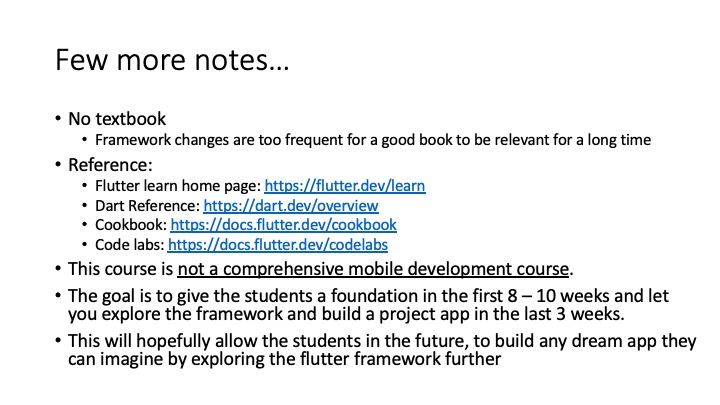 Few more notes…
• No textbook
• Framework changes are too frequent for a good book to be relevant for a long time
• Reference:
• Flutter learn home page: https://flutter.dev/learn
• Dart Reference: https://dart.dev/overview
• Cookbook: https://docs.flutter.dev/cookbook
• Code labs: https://docs.flutter.dev/codelabs
• This course is not a comprehensive mobile development course.
• The goal is to give the students a foundation in the first 8 – 10 weeks and let
you explore the framework and build a project app in the last 3 weeks.
• This will hopefully allow the students in the future, to build any dream app they
can imagine by exploring the flutter framework further